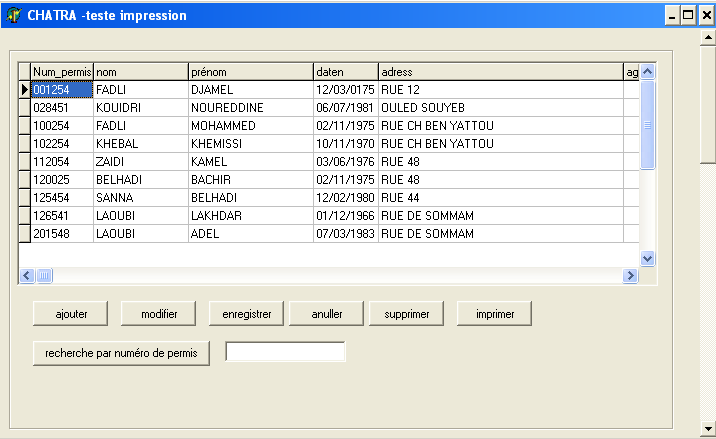 CHATRA -teste impression
Num_permis nom prénom daten adress ag
001254 FADLI DJAMEL 12/03/0175 RUE 12
028451 KOUIDRI NOUREDDINE 06/07/1981 OULED SOUYEB
100254 FADLI MOHAMMED 02/11/1975 RUE CH BEN YATTOU
102254 KHEBAL KHEMISSI 10/11/1970 RUE CH BEN YATTOU
112054 ZAIDI KAMEL 03/06/1976 RUE 48
120025 BELHADI BACHIR 02/11/1975 RUE 48
125454 SANNA BELHADI 12/02/1980 RUE 44
126541 LAOUBI LAKHDAR 01/12/1966 RUE DE SOMMAM
201548 LAOUBI ADEL 07/03/1983 RUE DE SOMMAM
ajouter modifier enregistrer anuller supprimer imprimer
recherche par numéro de permis